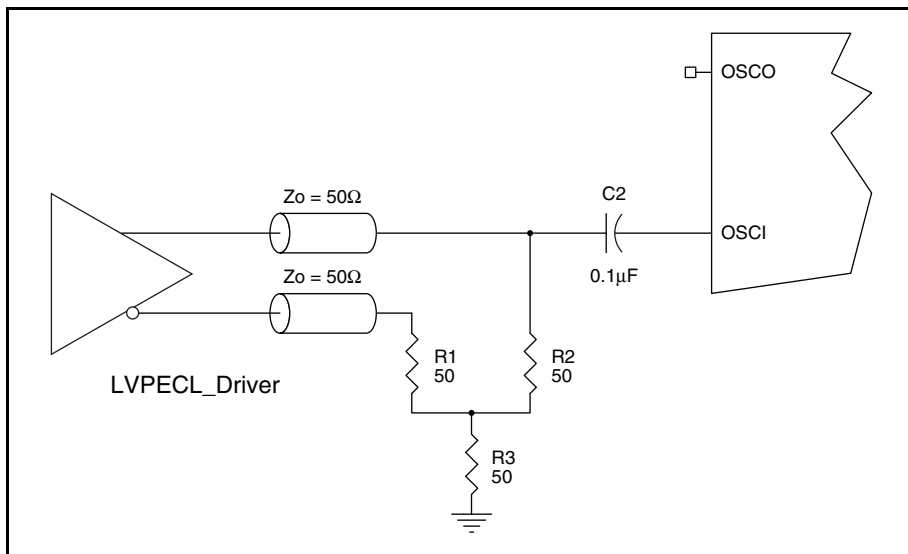 OSCO
Zo = 50Ω
C2
OSCI
Zo = 50Ω
0.1μF
R1
50
R2
50
LVPECL_Driver
R3
50